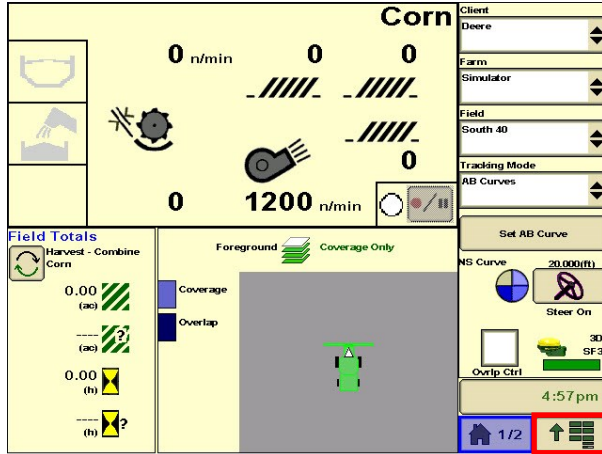 Corn
0 n/min
0
0
0
0
1200 n/min
Client
Deere
Farm
Simulator
Field
South 40
Tracking Mode
AB Curves
Set AB Curve
NS Curve
20.000(ft)
Steer On
3D
SF3
Ovrlp Ctrl
4:57pm
1/2
Field Totals
Harvest - Combine
Corn
0.00
(ac)
----
?
(ac)
0.00
(h)
----
?
(h)
Foreground
Coverage Only
Coverage
Overlap